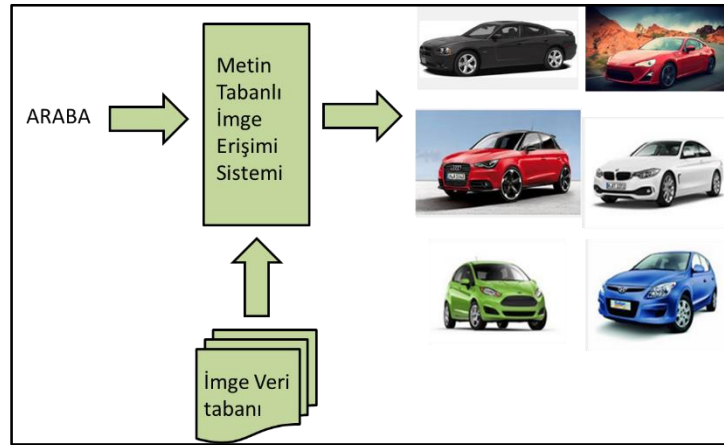 ARABA
Metin
Tabanlı
İmge
Erişimi
Sistemi
İmge Veri
tabanı